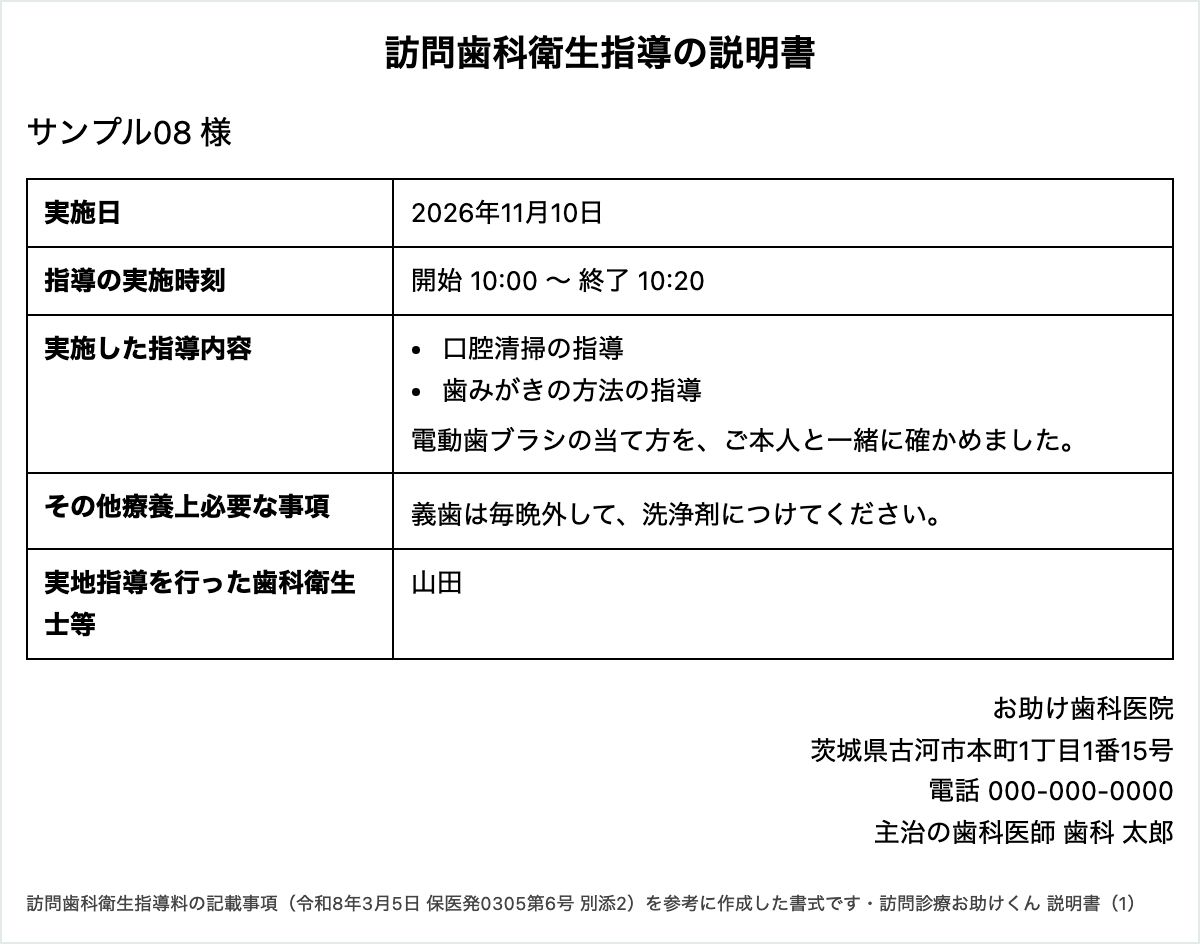 訪問歯科衛生指導の説明書
サンプル08 様
実施日
2026年11月10日
指導の実施時刻
開始 10:00 〜 終了 10:20
実施した指導内容
• 口腔清掃の指導
• 歯みがきの方法の指導
電動歯ブラシの当て方を、ご本人と一緒に確かめました。
その他療養上必要な事項
義歯は毎晩外して、洗浄剤につけてください。
実地指導を行った歯科衛生
士等
山田
お助け歯科医院
茨城県古河市本町1丁目1番15号
電話 000-000-0000
主治の歯科医師 歯科 太郎
訪問歯科衛生指導料の記載事項（令和8年3月5日 保医発0305第6号 別添2）を参考に作成した書式です・訪問診療お助けくん 説明書（1）